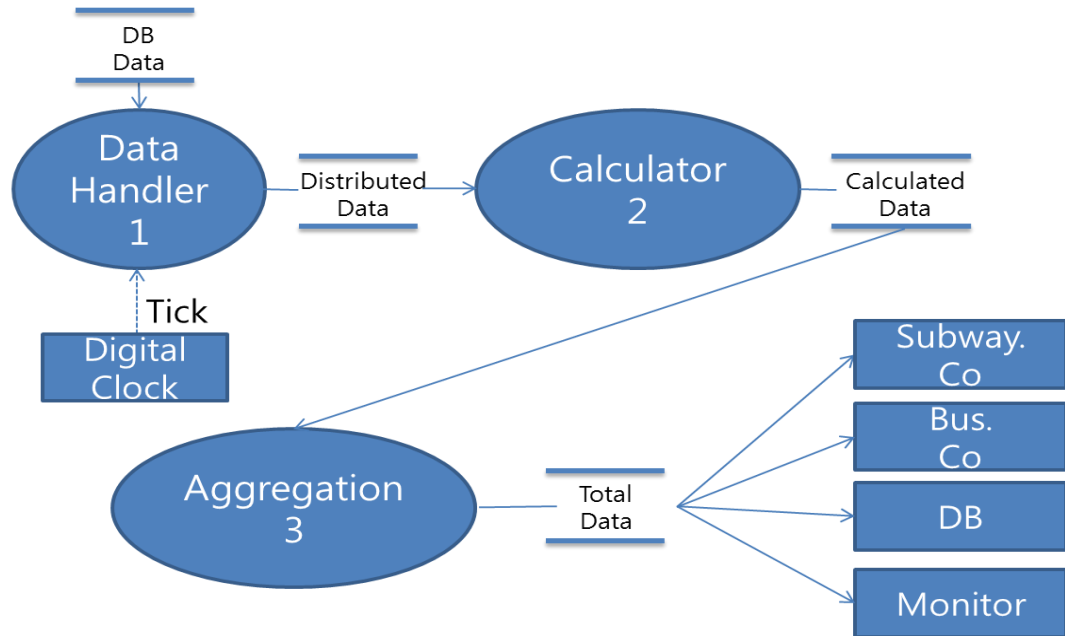 DB
Data
Data
Handler
1
Distributed
Data
Calculator
2
Calculated
Data
Tick
Digital
Clock
Subway.
Co
Bus.
Co
Aggregation
3
Total
Data
DB
Monitor